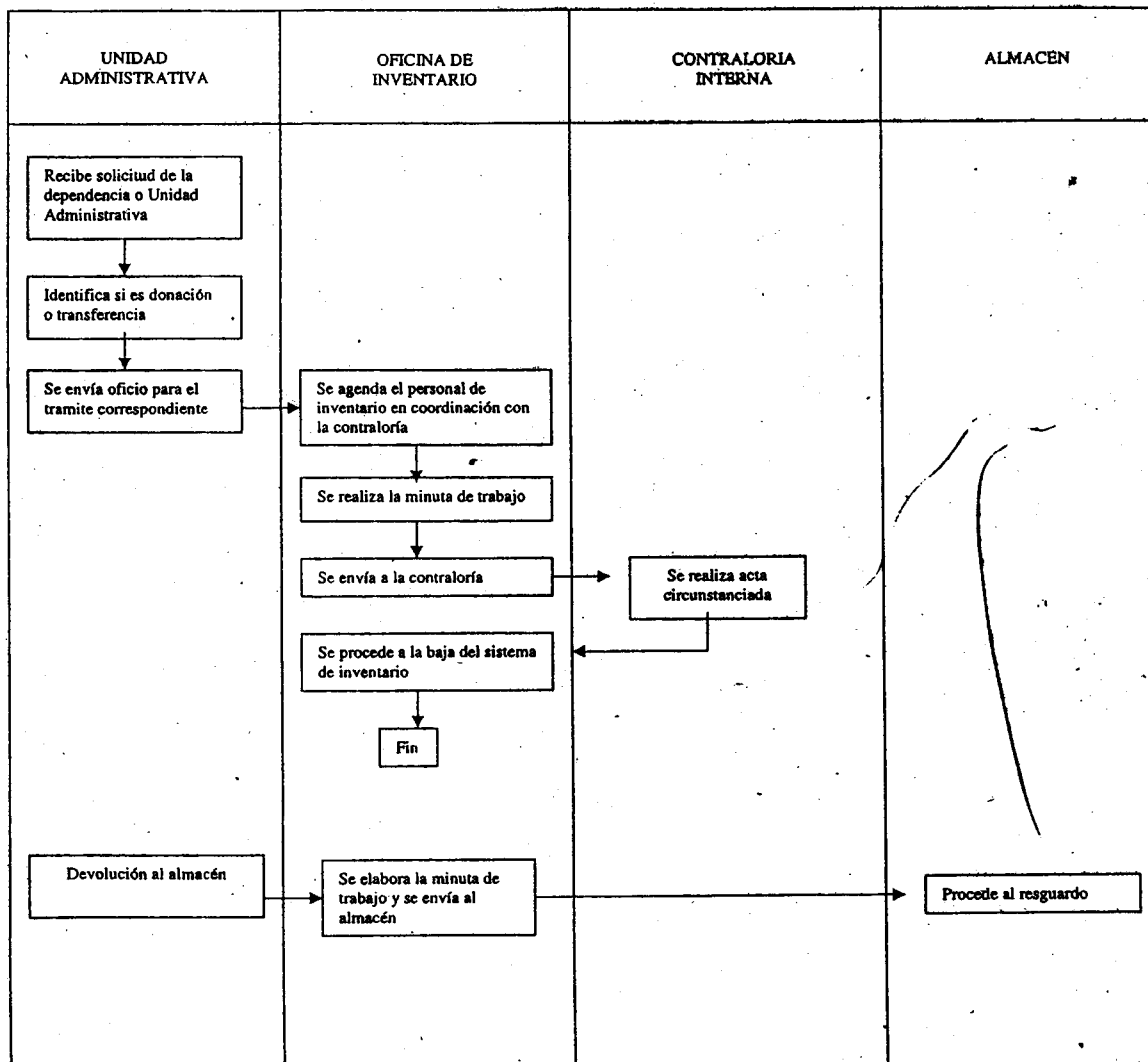 UNIDAD
ADMINISTRATIVA
OFICINA DE
INVENTARIO
CONTRALORIA
INTERNA
ALMACÉN
Recibe solicitud de la
dependencia o Unidad
Administrativa
Identifica si es donación
o transferencia
Se envía oficio para el
tramite correspondiente
Se agenda el personal de
inventario en coordinación con
la contraloría
Se realiza la minuta de trabajo
Se envía a la contraloría
Se realiza acta
circunstanciada
Se procede a la baja del sistema
de inventario
Fin
Devolución al almacén
Se elabora la minuta de
trabajo y se envía al
almacén
Procede al resguardo